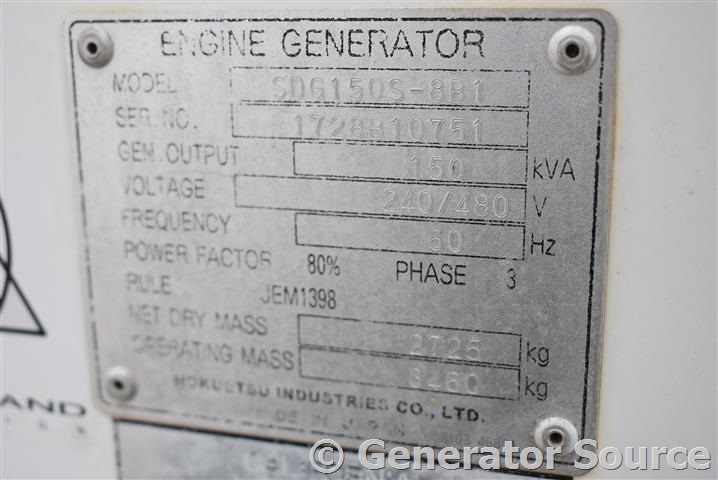 ENGINE GENERATOR
MODEL SDG150S-8B1
SER. NO. 1728B10751
GEN. OUTPUT 150 kVA
VOLTAGE 240/480 V
FREQUENCY 60 Hz
POWER FACTOR 80% PHASE 3
RULE JEM1398
NET DRY MASS 2725 kg
OPERATING MASS 3460 kg
HOKUETSU INDUSTRIES CO., LTD.
MADE IN JAPAN
AND
© Generator Source